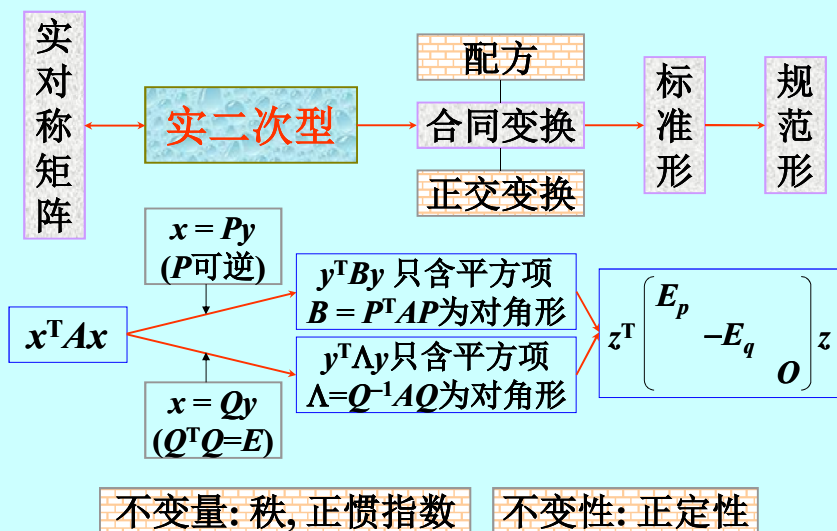 实对称矩阵
实二次型
配方
合同变换
正交变换
标准形
规范形
x = Py
(P可逆)
xᵀAx
yᵀBy 只含平方项
B = PᵀAP为对角形
yᵀΛy只含平方项
Λ=Q⁻¹AQ为对角形
x = Qy
(QᵀQ=E)
zᵀ ( E_p
−E_q
O ) z
不变量: 秩, 正惯指数
不变性: 正定性